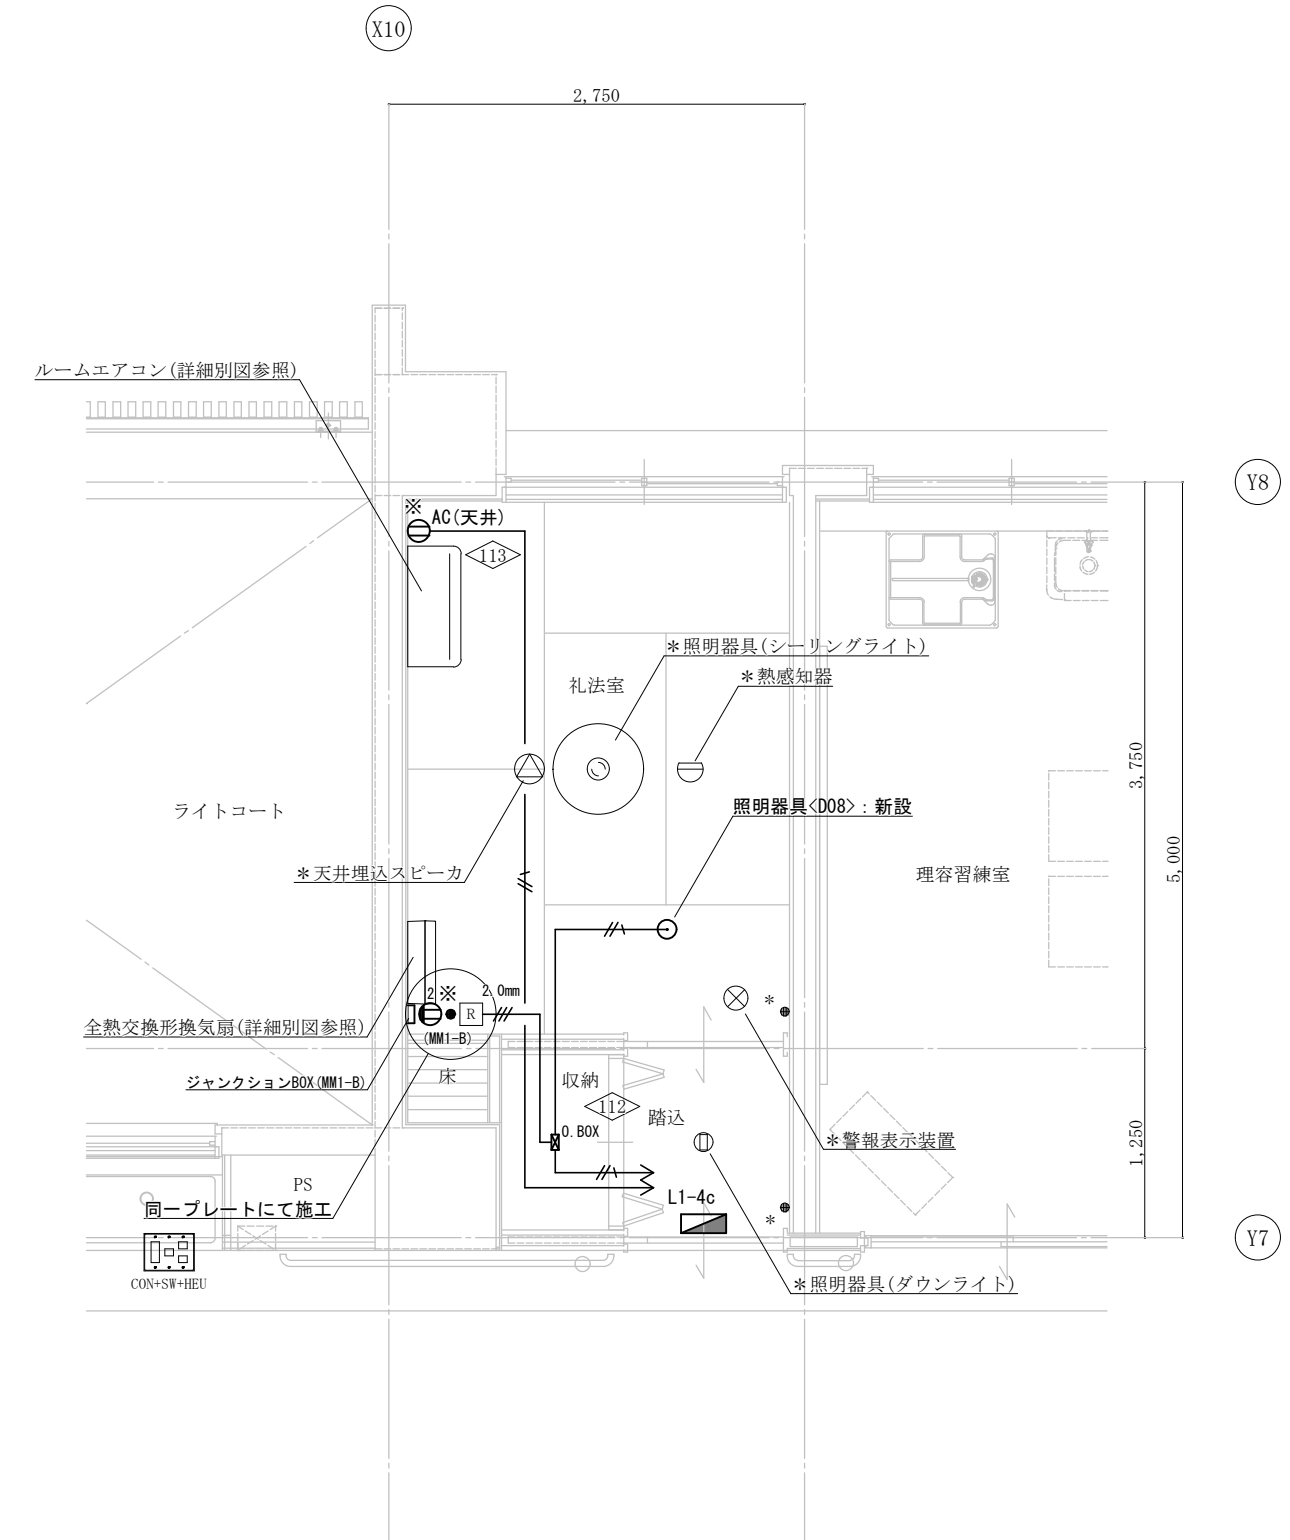 X10
2,750
ルームエアコン(詳細別図参照)
Y8
※
AC(天井)
113
＊照明器具(シーリングライト)
礼法室
＊熱感知器
3,750
照明器具<D08>：新設
ライトコート
5,000
＊天井埋込スピーカ
理容習練室
2 ※ 2.0mm
＊
R
全熱交換形換気扇(詳細別図参照)
(MM1-B)
ジャンクションBOX(MM1-B)
床
収納
112
踏込
O.BOX
＊警報表示装置
1,250
PS
L1-4c
同一プレートにて施工
＊
Y7
CON+SW+HEU
＊照明器具(ダウンライト)